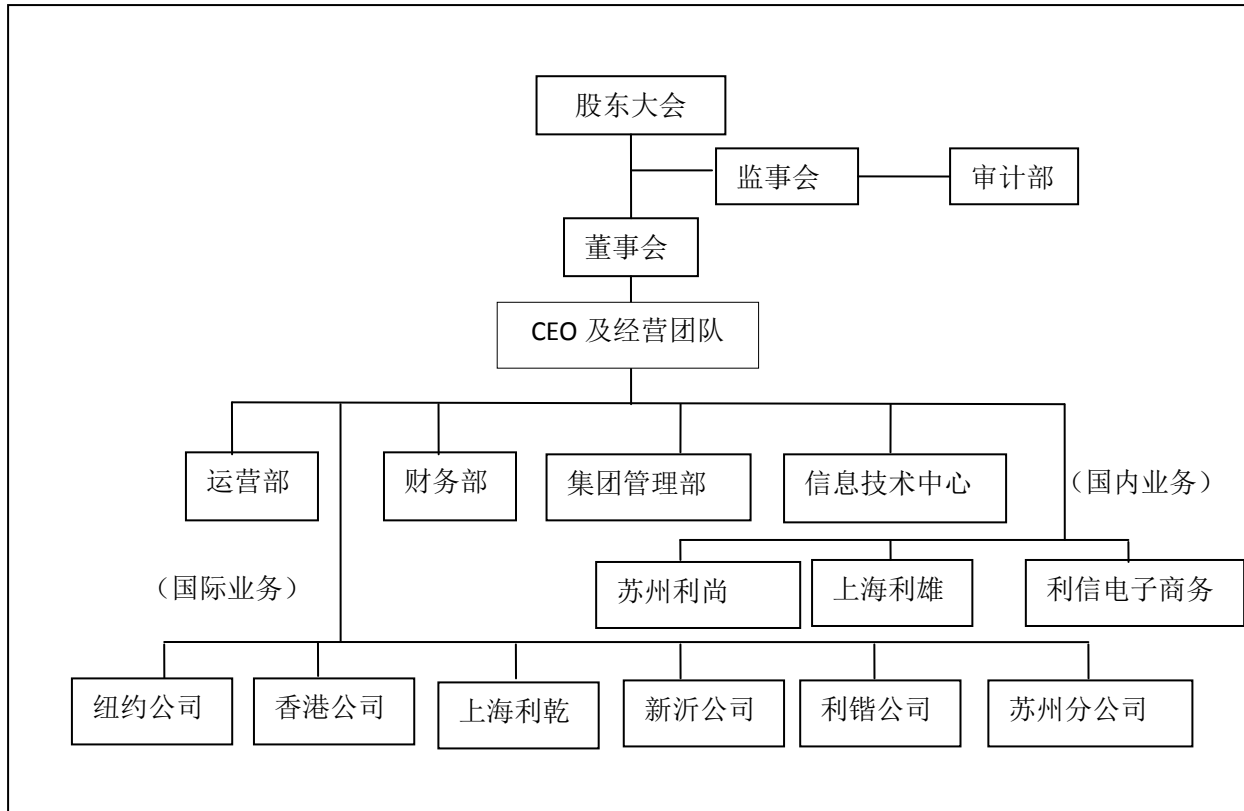 股东大会
监事会
审计部
董事会
CEO 及经营团队
运营部
财务部
集团管理部
信息技术中心
（国内业务）
（国际业务）
苏州利尚
上海利雄
利信电子商务
纽约公司
香港公司
上海利乾
新沂公司
利锴公司
苏州分公司